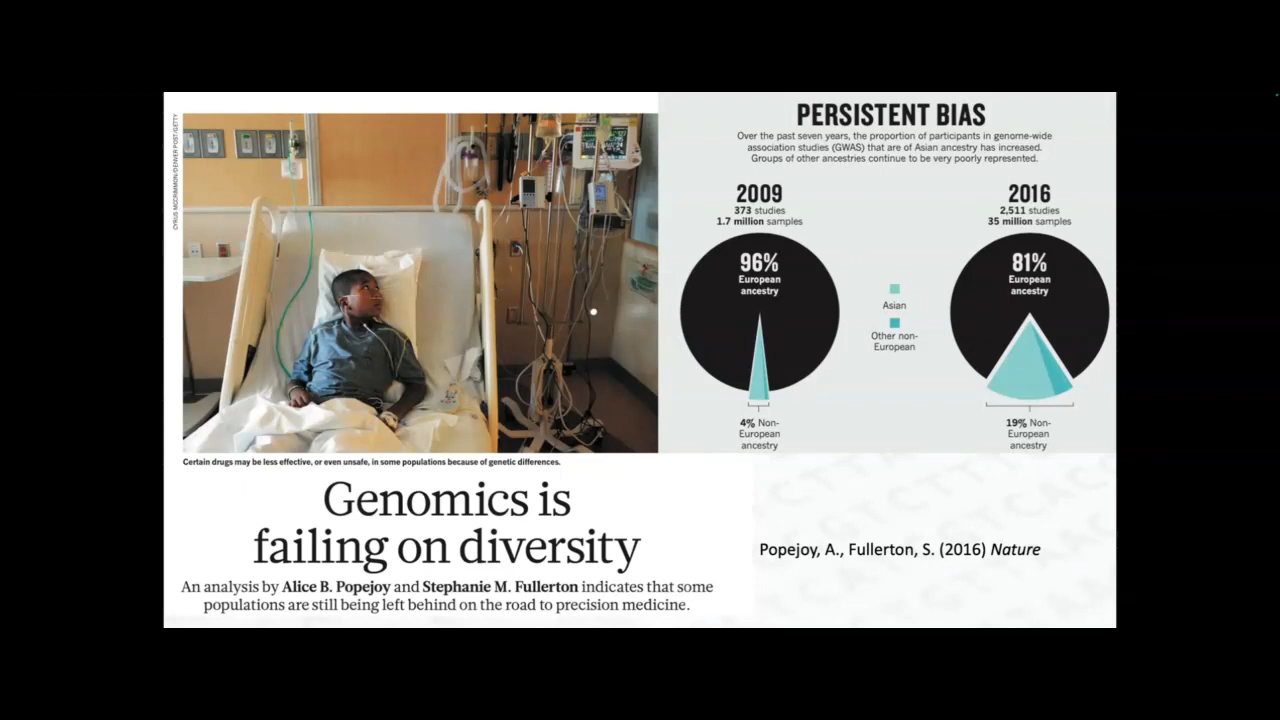 CYRUS MCCRIMMON/DENVER POST/GETTY
PERSISTENT BIAS
Over the past seven years, the proportion of participants in genome-wide
association studies (GWAS) that are of Asian ancestry has increased.
Groups of other ancestries continue to be very poorly represented.
2009
373 studies
1.7 million samples
96%
European
ancestry
4% Non-
European
ancestry
Asian
Other non-
European
2016
2,511 studies
35 million samples
81%
European
ancestry
19% Non-
European
ancestry
Certain drugs may be less effective, or even unsafe, in some populations because of genetic differences.
Genomics is
failing on diversity
An analysis by Alice B. Popejoy and Stephanie M. Fullerton indicates that some
populations are still being left behind on the road to precision medicine.
Popejoy, A., Fullerton, S. (2016) Nature